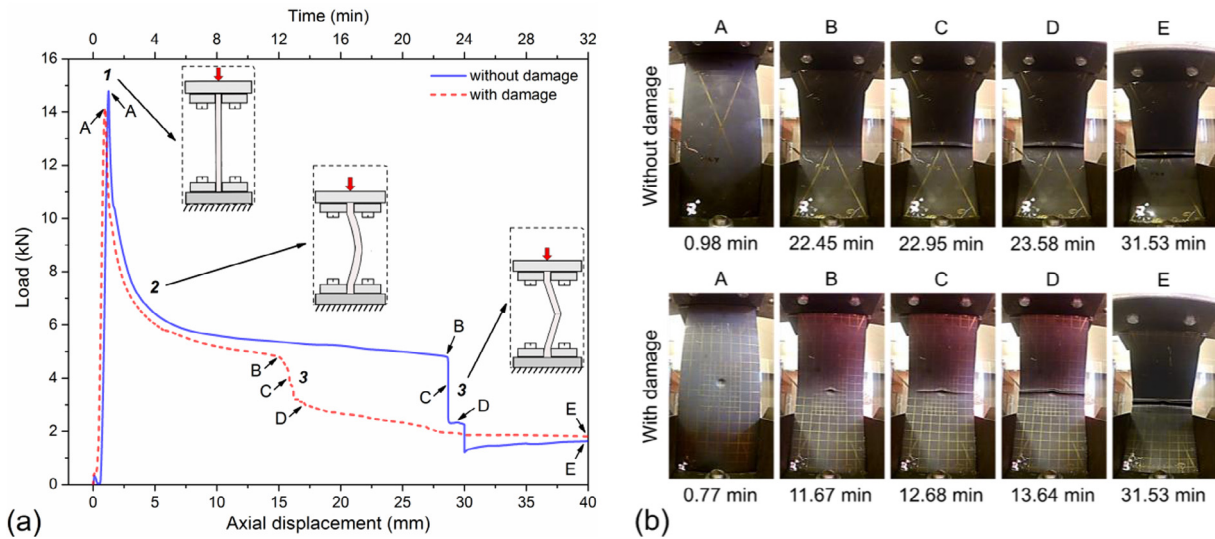 Time (min)
0 4 8 12 16 20 24 28 32
16
14
12
10
8
6
4
2
0
Load (kN)
1
A
A
without damage
with damage
2
B
B
C
3
C
3
D
D
E
E
0 5 10 15 20 25 30 35 40
Axial displacement (mm)
(a)
A B C D E
Without damage
0.98 min 22.45 min 22.95 min 23.58 min 31.53 min
A B C D E
With damage
0.77 min 11.67 min 12.68 min 13.64 min 31.53 min
(b)